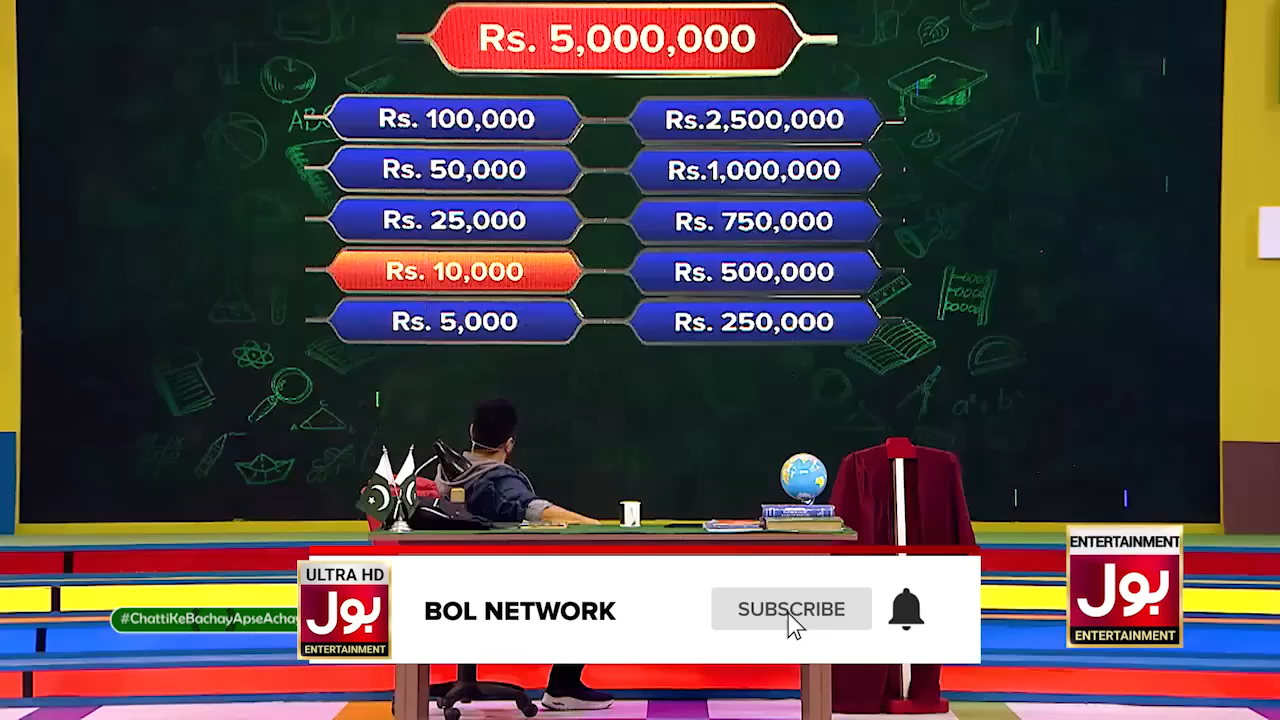 Rs. 5,000,000
Rs. 100,000
Rs.2,500,000
Rs. 50,000
Rs.1,000,000
Rs. 25,000
Rs. 750,000
Rs. 10,000
Rs. 500,000
Rs. 5,000
Rs. 250,000
ABC
#ChattiKeBachayApseAchay
ULTRA HD
بول
ENTERTAINMENT
BOL NETWORK
SUBSCRIBE
ENTERTAINMENT
بول
ENTERTAINMENT